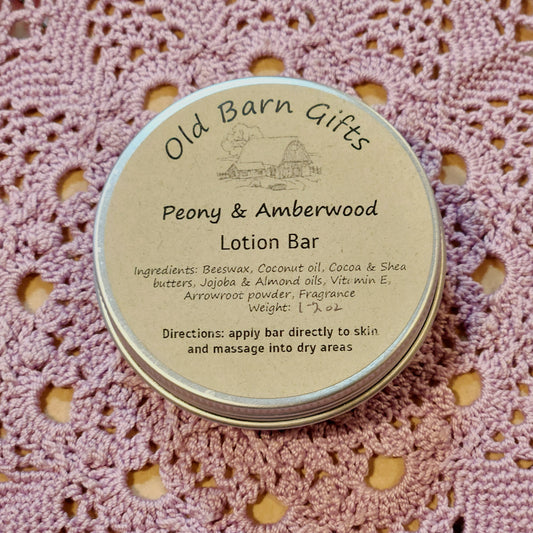 Old Barn Gifts
Peony & Amberwood
Lotion Bar
Ingredients: Beeswax, Coconut oil, Cocoa & Shea
butters, Jojoba & Almond oils, Vitamin E,
Arrowroot powder, Fragrance
Weight:
Directions: apply bar directly to skin
and massage into dry areas